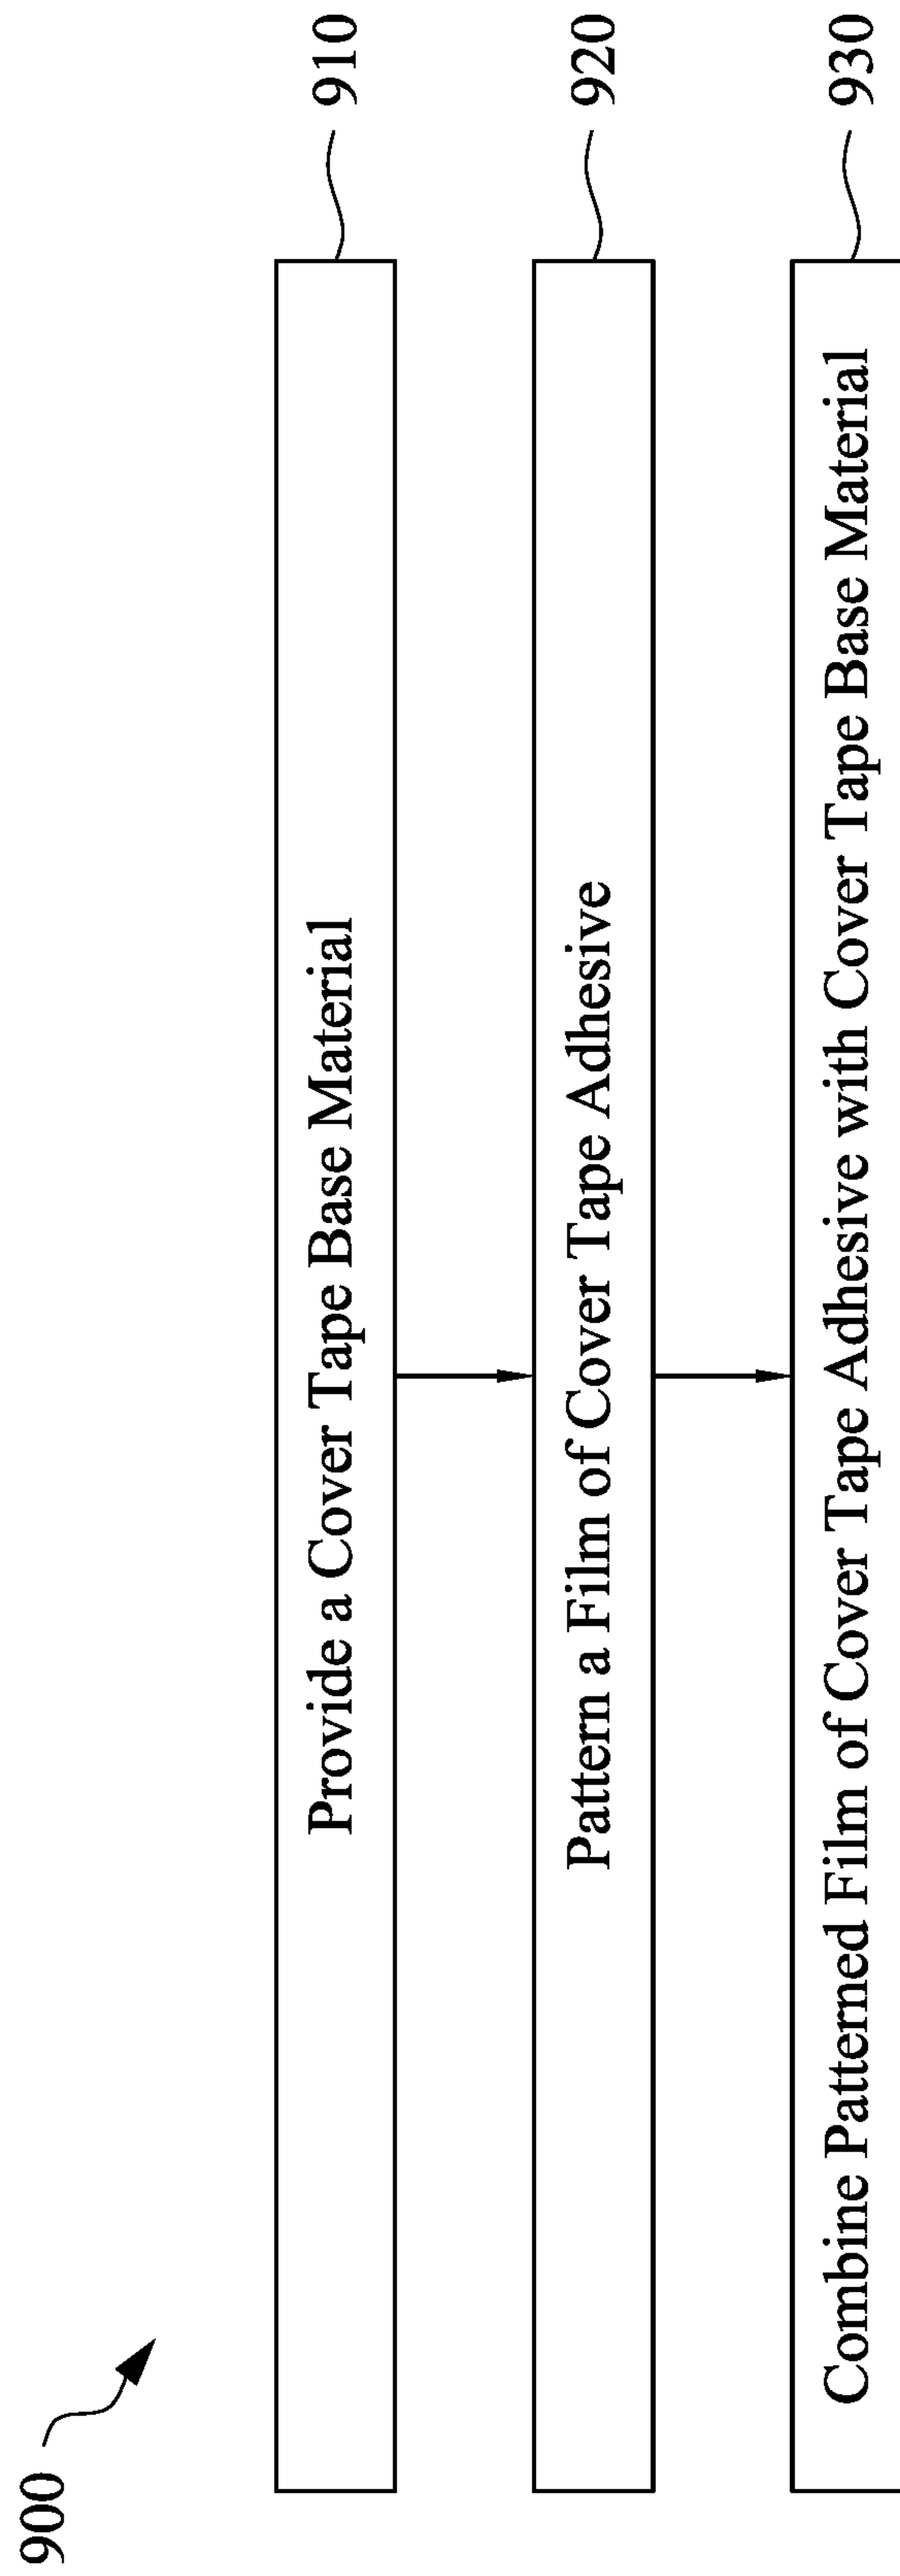 900
Provide a Cover Tape Base Material
910
Pattern a Film of Cover Tape Adhesive
920
Combine Patterned Film of Cover Tape Adhesive with Cover Tape Base Material
930